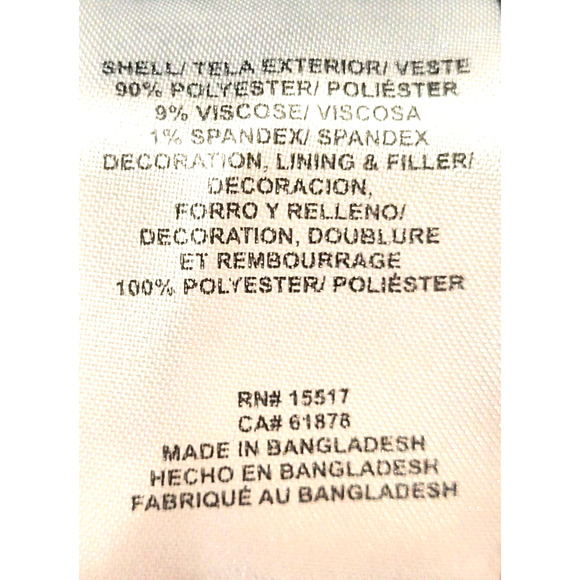 SHELL/ TELA EXTERIOR/ VESTE
90% POLYESTER/ POLIÉSTER
9% VISCOSE/ VISCOSA
1% SPANDEX/ SPANDEX
DECORATION, LINING & FILLER/
DECORACION,
FORRO Y RELLENO/
DECORATION, DOUBLURE
ET REMBOURRAGE
100% POLYESTER/ POLIÉSTER
RN# 15517
CA# 61878
MADE IN BANGLADESH
HECHO EN BANGLADESH
FABRIQUÉ AU BANGLADESH